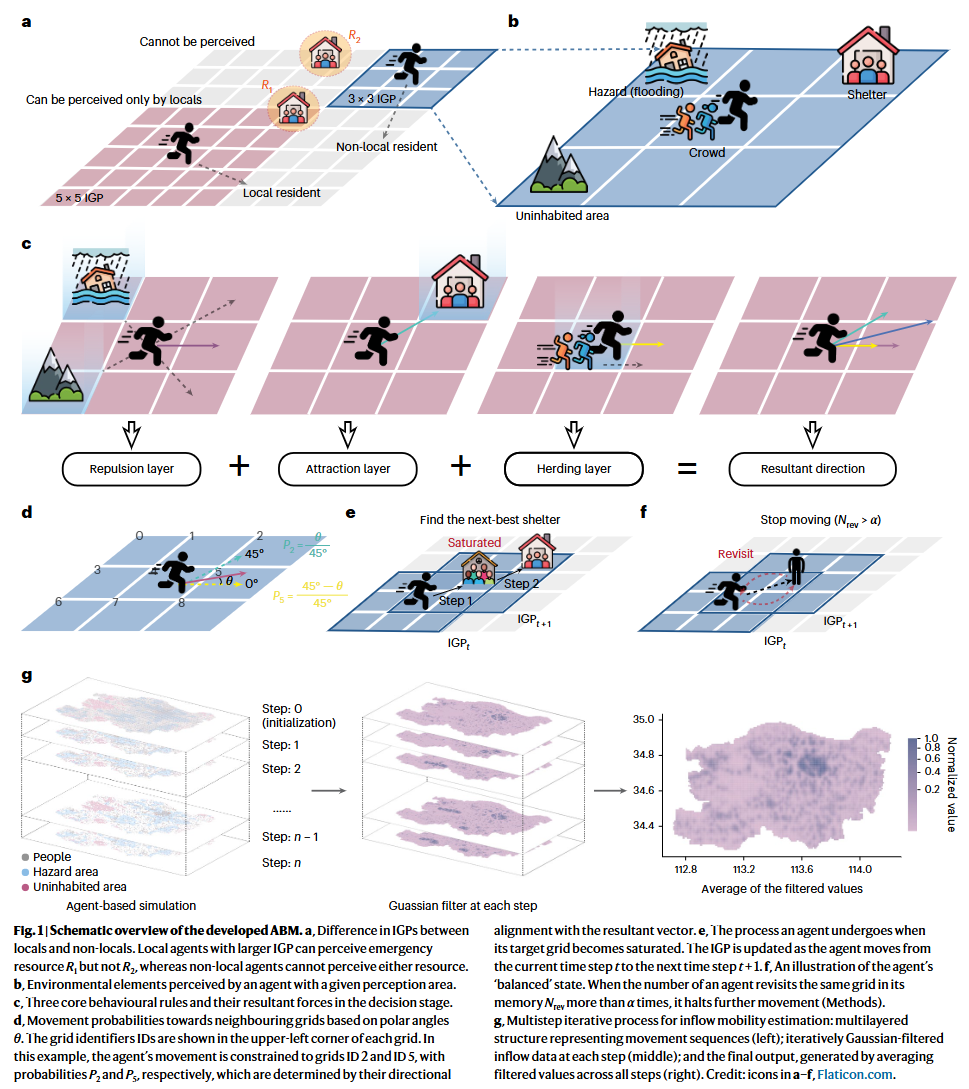 a
Cannot be perceived
R2
R1
Can be perceived only by locals
3 × 3 IGP
Non-local resident
Local resident
5 × 5 IGP
b
Hazard (flooding)
Shelter
Crowd
Uninhabited area
c
Repulsion layer
+
Attraction layer
+
Herding layer
=
Resultant direction
d
0
1
2
3
4
5
6
7
8
45°
0°
θ
P2 = θ / 45°
P5 = 45° – θ / 45°
e
Find the next-best shelter
Saturated
Step 1
Step 2
IGPt
IGPt +1
f
Stop moving (Nrev > α)
Revisit
IGPt
IGPt +1
g
Step: 0
(initialization)
Step: 1
Step: 2
......
Step: n – 1
Step: n
People
Hazard area
Uninhabited area
Agent-based simulation
Guassian filter at each step
35.0
34.8
34.6
34.4
112.8
113.2
113.6
114.0
Average of the filtered values
1.0
0.8
0.6
0.4
0.2
Normalized value
Fig. 1 | Schematic overview of the developed ABM. a, Difference in IGPs between
locals and non-locals. Local agents with larger IGP can perceive emergency
resource R1 but not R2, whereas non-local agents cannot perceive either resource.
b, Environmental elements perceived by an agent with a given perception area.
c, Three core behavioural rules and their resultant forces in the decision stage.
d, Movement probabilities towards neighbouring grids based on polar angles
θ. The grid identifiers IDs are shown in the upper-left corner of each grid. In
this example, the agent's movement is constrained to grids ID 2 and ID 5, with
probabilities P2 and P5, respectively, which are determined by their directional
alignment with the resultant vector. e, The process an agent undergoes when
its target grid becomes saturated. The IGP is updated as the agent moves from
the current time step t to the next time step t + 1. f, An illustration of the agent's
'balanced' state. When the number of an agent revisits the same grid in its
memory Nrev more than α times, it halts further movement (Methods).
g, Multistep iterative process for inflow mobility estimation: multilayered
structure representing movement sequences (left); iteratively Gaussian-filtered
inflow data at each step (middle); and the final output, generated by averaging
filtered values across all steps (right). Credit: icons in a–f, Flaticon.com.